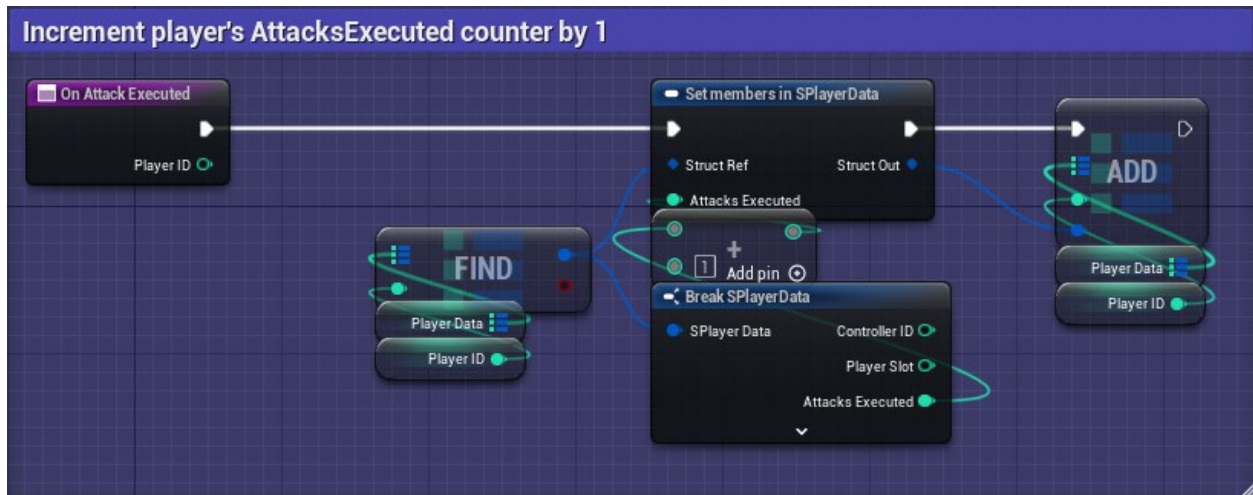 Increment player's AttacksExecuted counter by 1
On Attack Executed
Player ID
Set members in SPlayerData
Struct Ref
Struct Out
Attacks Executed
ADD
Player Data
Player ID
FIND
Player Data
Player ID
+
1
Add pin
Break SPlayerData
SPlayer Data
Controller ID
Player Slot
Attacks Executed